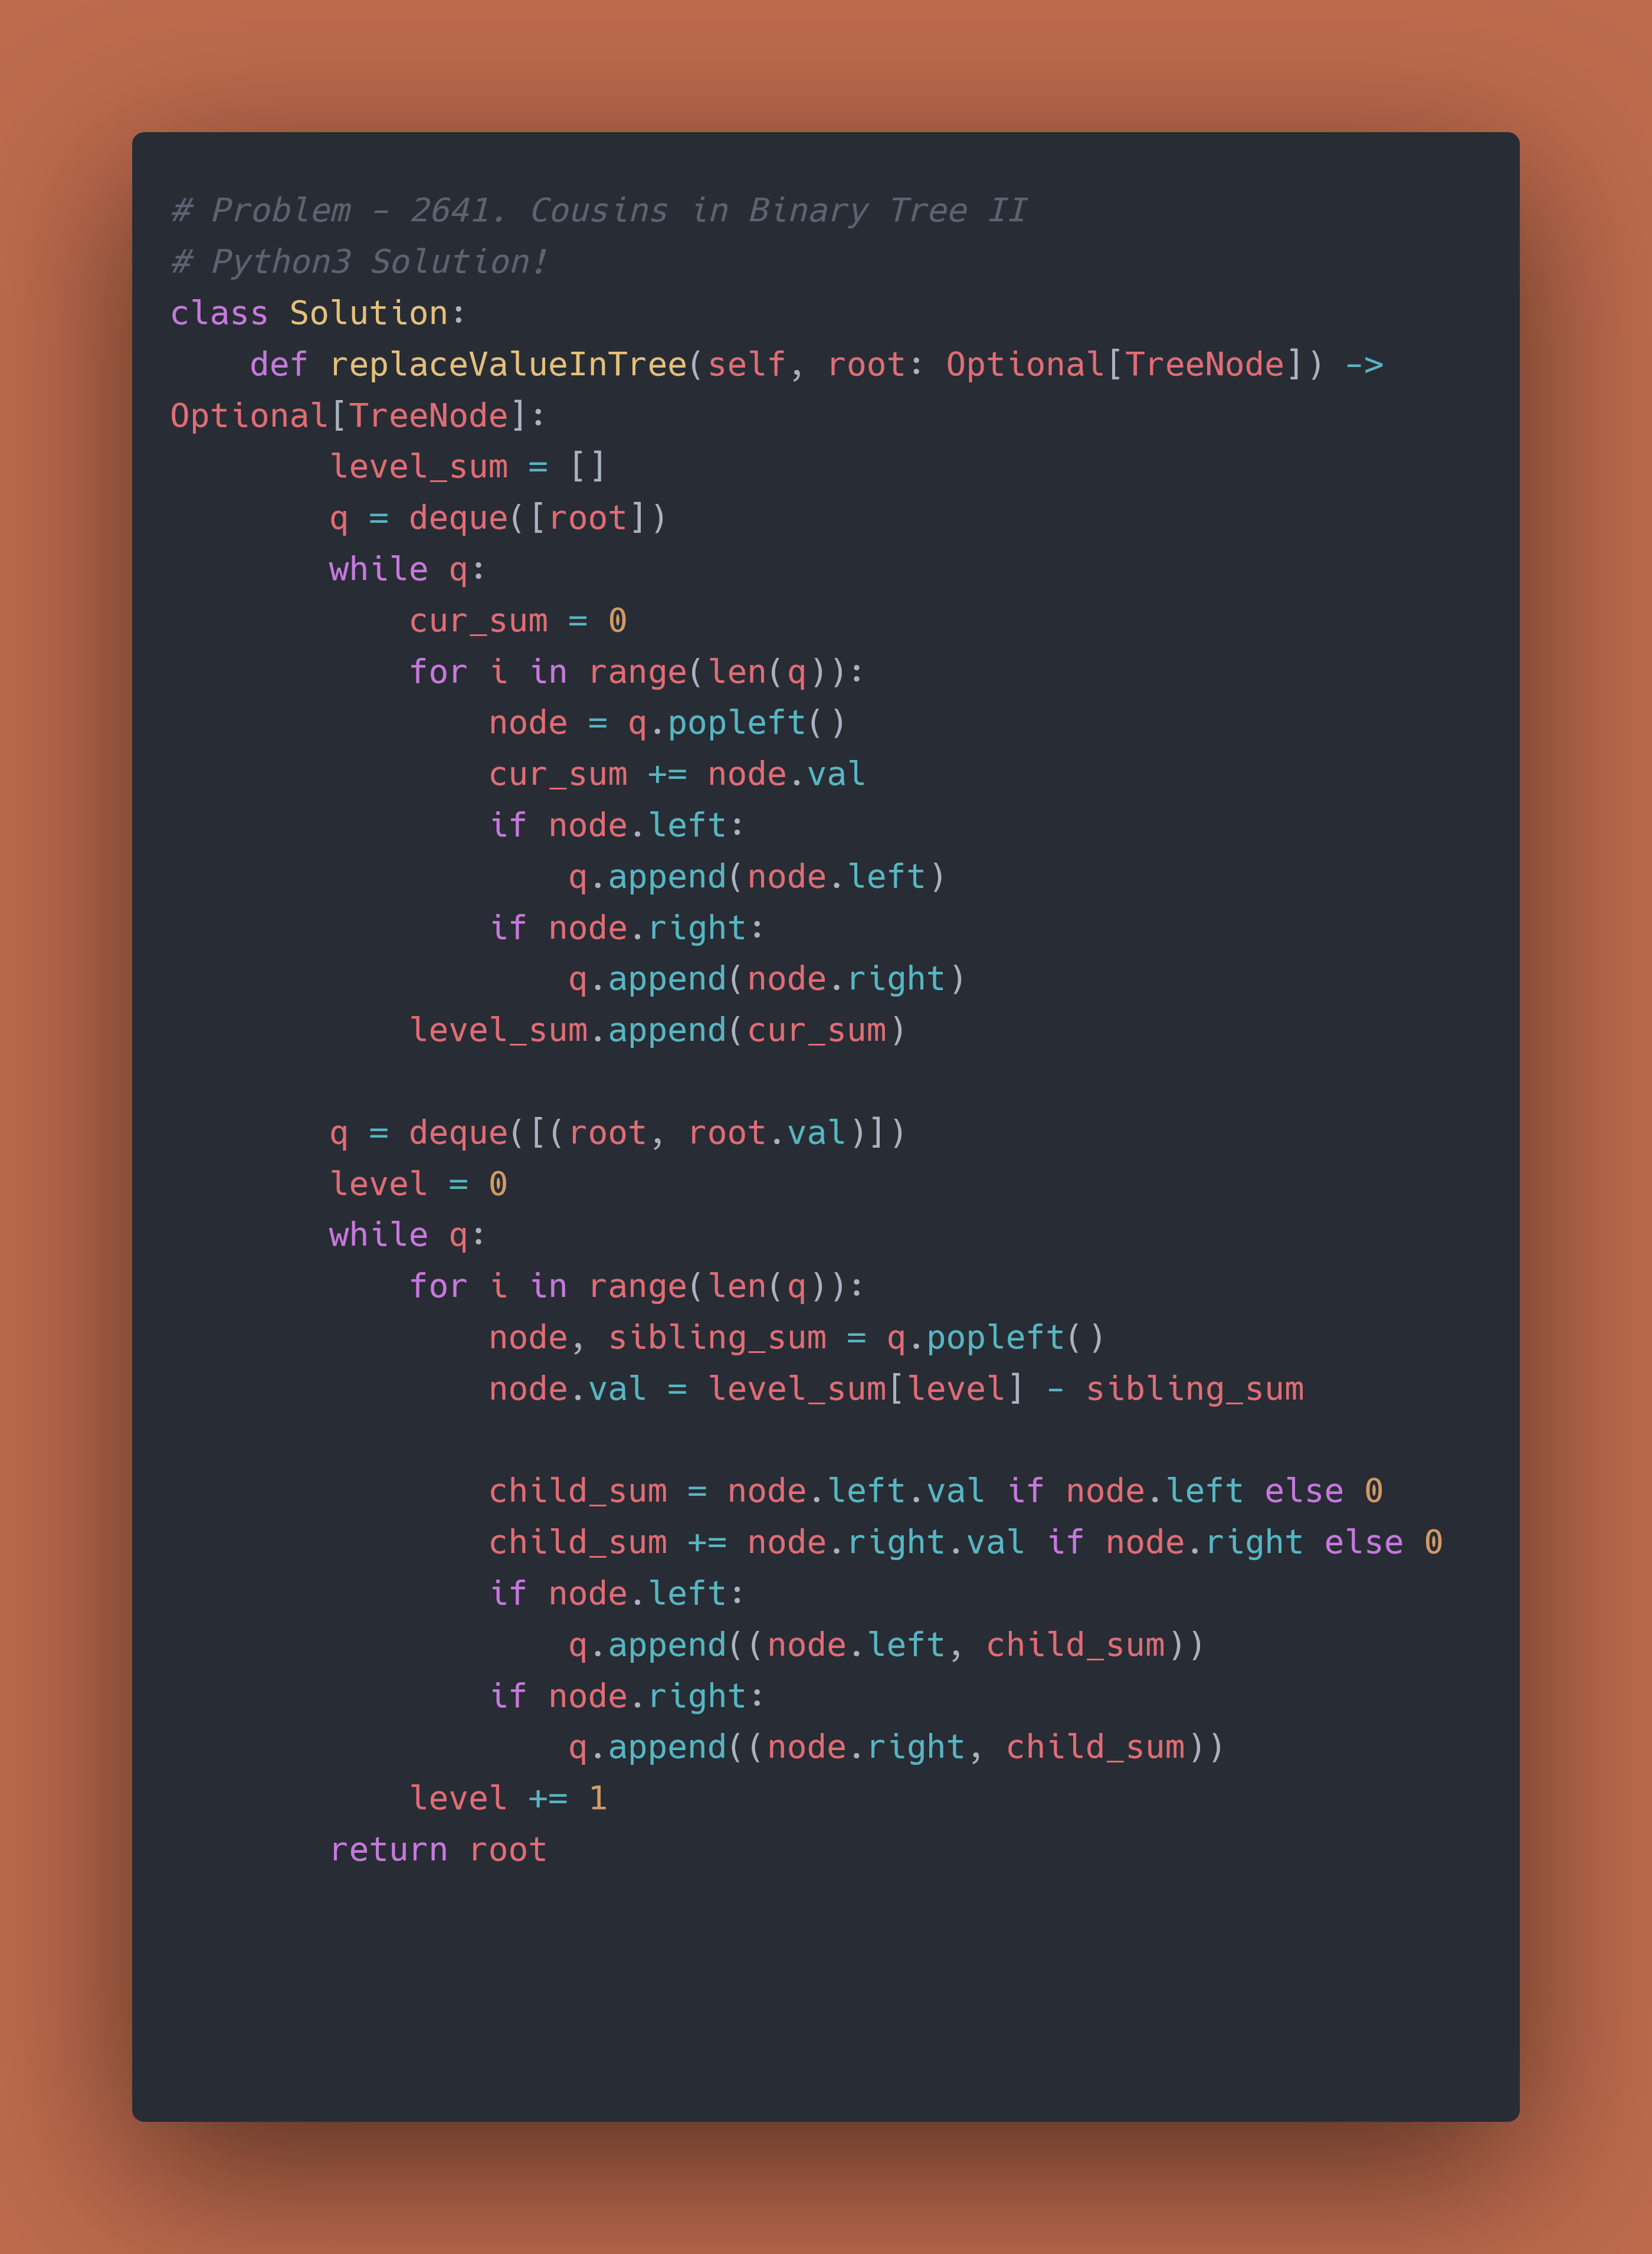 # Problem - 2641. Cousins in Binary Tree II
# Python3 Solution!
class Solution:
    def replaceValueInTree(self, root: Optional[TreeNode]) ->
Optional[TreeNode]:
        level_sum = []
        q = deque([root])
        while q:
            cur_sum = 0
            for i in range(len(q)):
                node = q.popleft()
                cur_sum += node.val
                if node.left:
                    q.append(node.left)
                if node.right:
                    q.append(node.right)
            level_sum.append(cur_sum)

        q = deque([(root, root.val)])
        level = 0
        while q:
            for i in range(len(q)):
                node, sibling_sum = q.popleft()
                node.val = level_sum[level] - sibling_sum

                child_sum = node.left.val if node.left else 0
                child_sum += node.right.val if node.right else 0
                if node.left:
                    q.append((node.left, child_sum))
                if node.right:
                    q.append((node.right, child_sum))
            level += 1
        return root